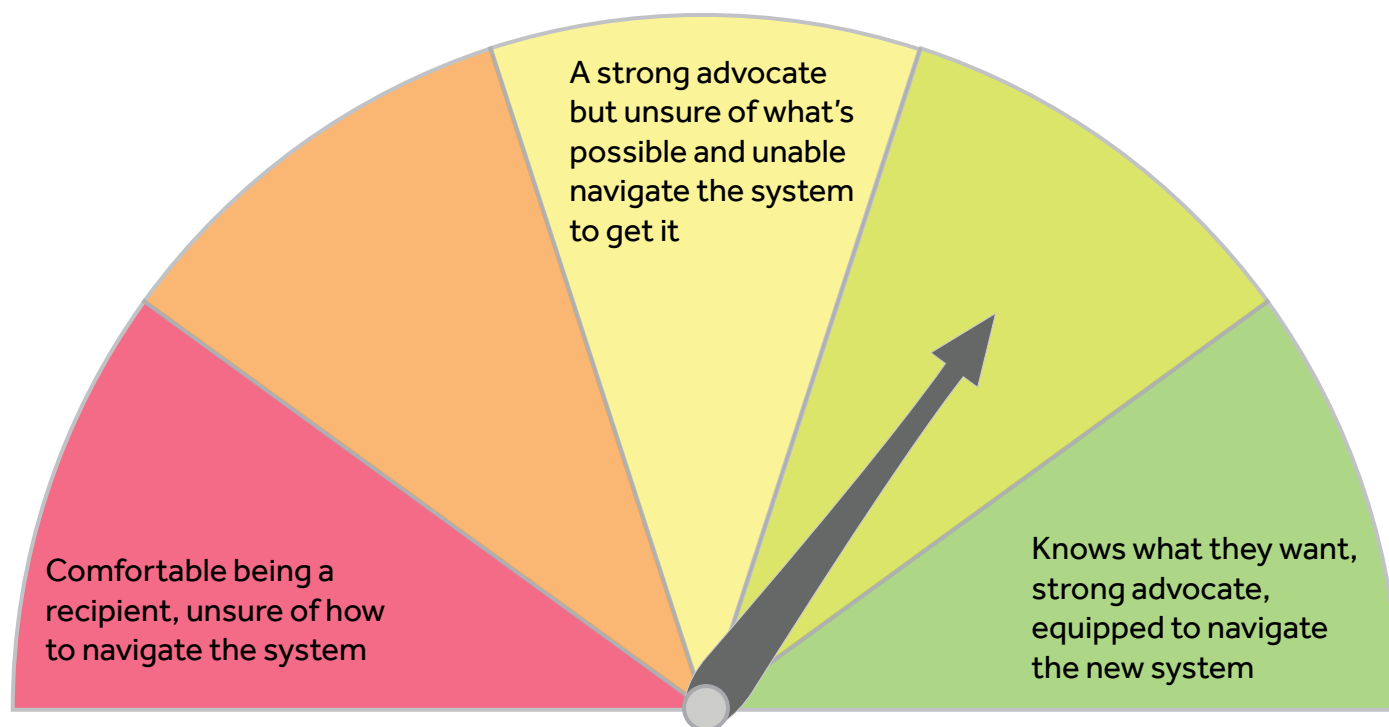 A strong advocate
but unsure of what's
possible and unable
navigate the system
to get it
Comfortable being a
recipient, unsure of how
to navigate the system
Knows what they want,
strong advocate,
equipped to navigate
the new system